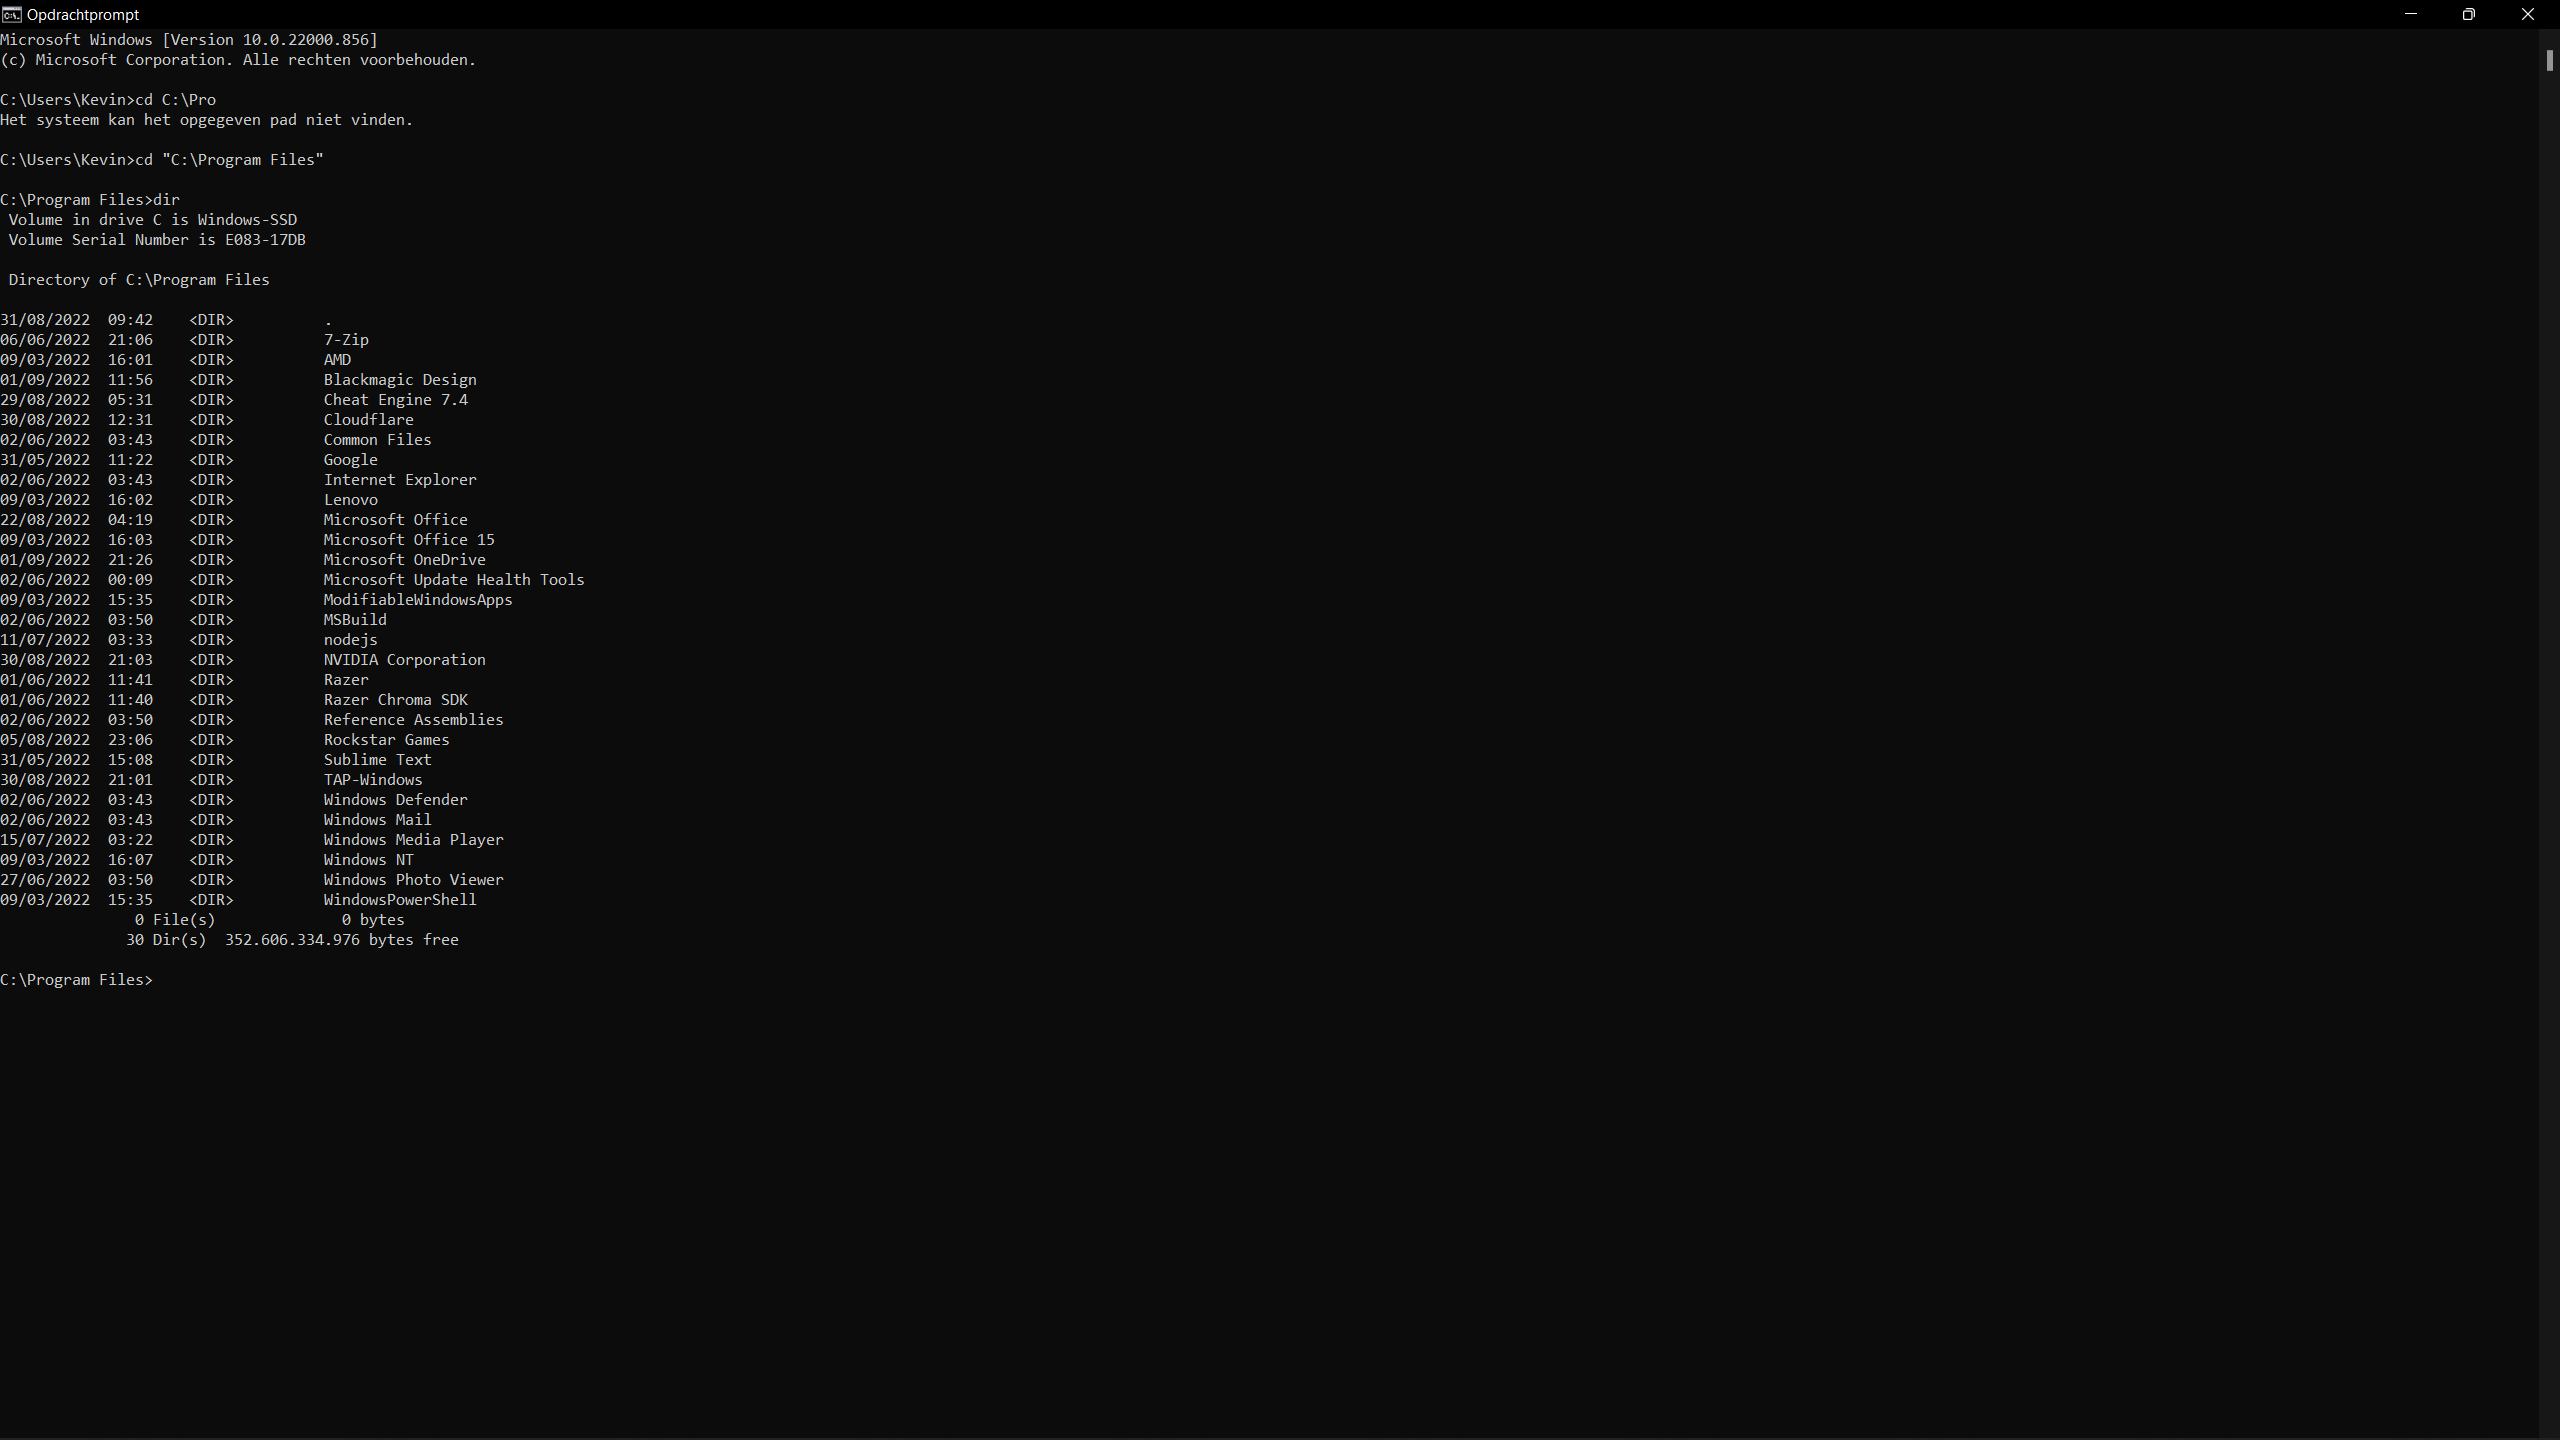 Opdrachtprompt
Microsoft Windows [Version 10.0.22000.856]
(c) Microsoft Corporation. Alle rechten voorbehouden.
C:\Users\Kevin>cd C:\Pro
Het systeem kan het opgegeven pad niet vinden.
C:\Users\Kevin>cd "C:\Program Files"
C:\Program Files>dir
 Volume in drive C is Windows-SSD
 Volume Serial Number is E083-17DB
 Directory of C:\Program Files
31/08/2022  09:42    <DIR>          .
06/06/2022  21:06    <DIR>          7-Zip
09/03/2022  16:01    <DIR>          AMD
01/09/2022  11:56    <DIR>          Blackmagic Design
29/08/2022  05:31    <DIR>          Cheat Engine 7.4
30/08/2022  12:31    <DIR>          Cloudflare
02/06/2022  03:43    <DIR>          Common Files
31/05/2022  11:22    <DIR>          Google
02/06/2022  03:43    <DIR>          Internet Explorer
09/03/2022  16:02    <DIR>          Lenovo
22/08/2022  04:19    <DIR>          Microsoft Office
09/03/2022  16:03    <DIR>          Microsoft Office 15
01/09/2022  21:26    <DIR>          Microsoft OneDrive
02/06/2022  00:09    <DIR>          Microsoft Update Health Tools
09/03/2022  15:35    <DIR>          ModifiableWindowsApps
02/06/2022  03:50    <DIR>          MSBuild
11/07/2022  03:33    <DIR>          nodejs
30/08/2022  21:03    <DIR>          NVIDIA Corporation
01/06/2022  11:41    <DIR>          Razer
01/06/2022  11:40    <DIR>          Razer Chroma SDK
02/06/2022  03:50    <DIR>          Reference Assemblies
05/08/2022  23:06    <DIR>          Rockstar Games
31/05/2022  15:08    <DIR>          Sublime Text
30/08/2022  21:01    <DIR>          TAP-Windows
02/06/2022  03:43    <DIR>          Windows Defender
02/06/2022  03:43    <DIR>          Windows Mail
15/07/2022  03:22    <DIR>          Windows Media Player
09/03/2022  16:07    <DIR>          Windows NT
27/06/2022  03:50    <DIR>          Windows Photo Viewer
09/03/2022  15:35    <DIR>          WindowsPowerShell
               0 File(s)              0 bytes
              30 Dir(s)  352.606.334.976 bytes free
C:\Program Files>